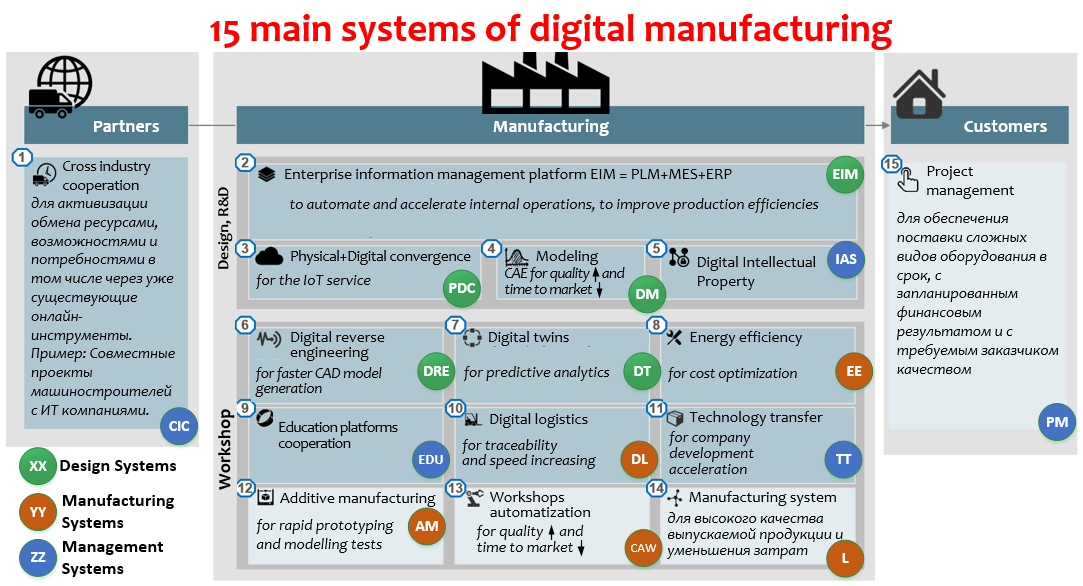 15 main systems of digital manufacturing
Partners
Manufacturing
Customers
1
Cross industry
cooperation
для активизации
обмена ресурсами,
возможностями и
потребностями в
том числе через уже
существующие
онлайн-
инструменты.
Пример: Совместные
проекты
машиностроителей
с ИТ компаниями.
CIC
Design, R&D
2
Enterprise information management platform EIM = PLM+MES+ERP
EIM
to automate and accelerate internal operations, to improve production efficiencies
3
Physical+Digital convergence
for the IoT service
PDC
4
Modeling
CAE for quality and
time to market
DM
5
Digital Intellectual
Property
IAS
Workshop
6
Digital reverse
engineering
for faster CAD model
generation
DRE
7
Digital twins
for predictive analytics
DT
8
Energy efficiency
for cost optimization
EE
9
Education platforms
cooperation
EDU
10
Digital logistics
for traceability
and speed increasing
DL
11
Technology transfer
for company
development
acceleration
TT
12
Additive manufacturing
for rapid prototyping
and modelling tests
AM
13
Workshops
automatization
for quality and
time to market
CAW
14
Manufacturing system
для высокого качества
выпускаемой продукции и
уменьшения затрат
L
15
Project
management
для обеспечения
поставки сложных
видов оборудования в
срок, с
запланированным
финансовым
результатом и с
требуемым заказчиком
качеством
PM
XX Design Systems
YY Manufacturing
Systems
ZZ Management
Systems